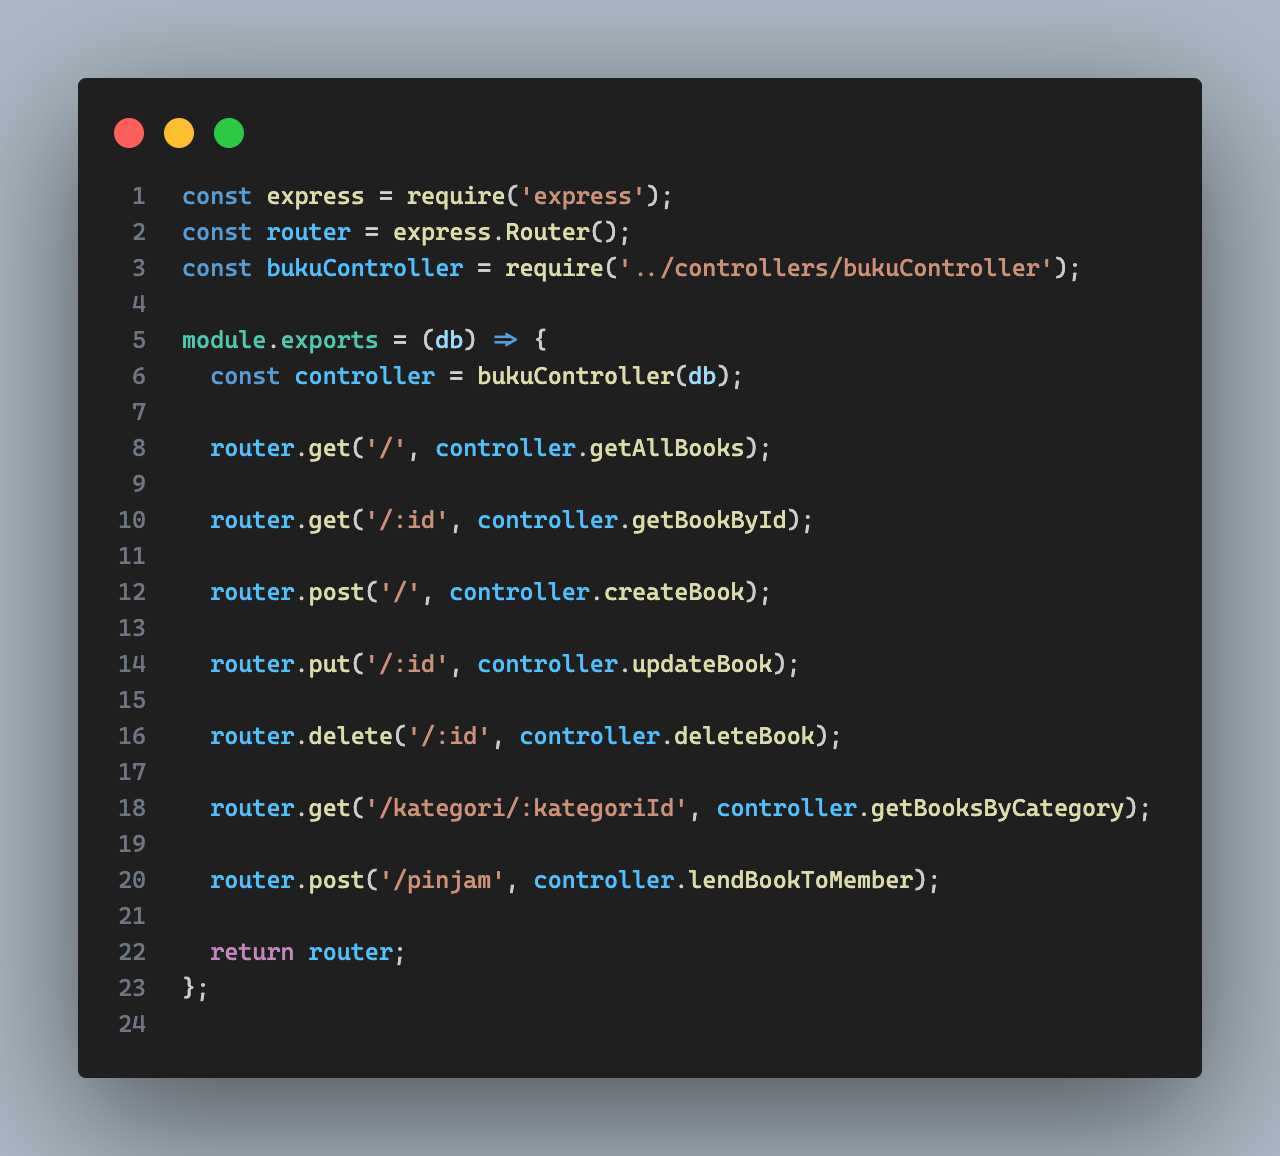 1 const express = require('express');
2 const router = express.Router();
3 const bukuController = require('../controllers/bukuController');
4
5 module.exports = (db) => {
6   const controller = bukuController(db);
7
8   router.get('/', controller.getAllBooks);
9
10   router.get('/:id', controller.getBookById);
11
12   router.post('/', controller.createBook);
13
14   router.put('/:id', controller.updateBook);
15
16   router.delete('/:id', controller.deleteBook);
17
18   router.get('/kategori/:kategoriId', controller.getBooksByCategory);
19
20   router.post('/pinjam', controller.lendBookToMember);
21
22   return router;
23 };
24